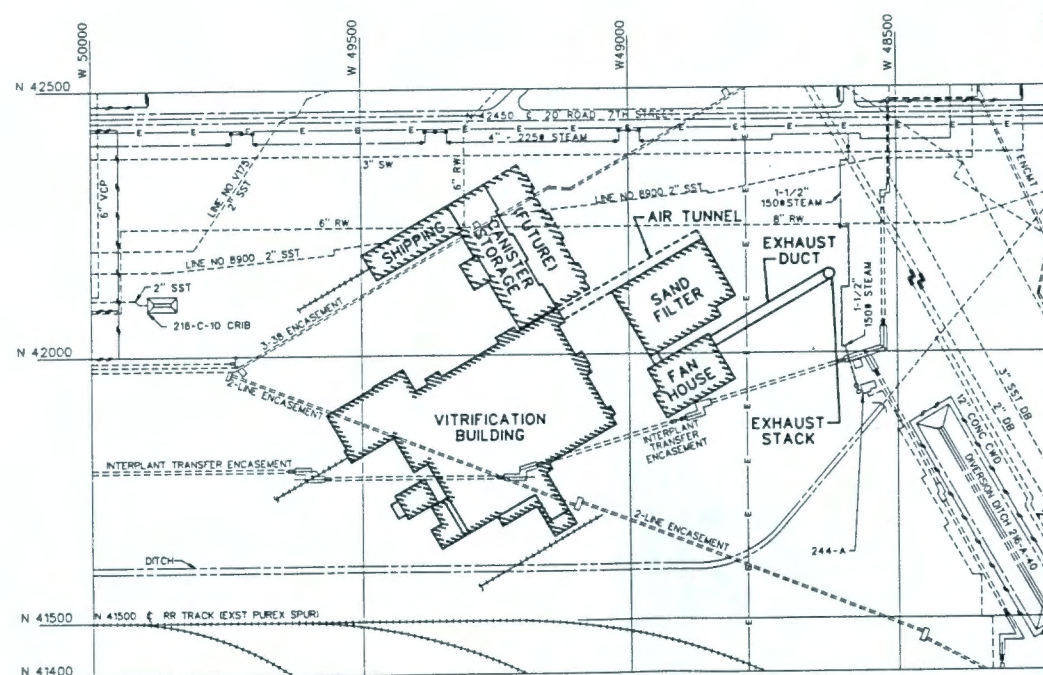 W 50000
W 49500
W 49000
W 48500
N 42500
N 42450 ℄ 20' ROAD 7TH STREET
4" - 225# STEAM
3" SW
6" VCP
LINE NO V175
2" SST
6" RW
LINE NO 8900 2" SST
1-1/2"
150# STEAM
8" RW
ENCMT
6" RW
AIR TUNNEL
SHIPPING
CANISTER
STORAGE
(FUTURE)
EXHAUST
DUCT
LINE NO 8900 2" SST
2" SST
SAND
FILTER
1-1/2"
150# STEAM
216-C-10 CRIB
3-38 ENCASEMENT
N 42000
FAN
HOUSE
2-LINE ENCASEMENT
3" SST DB
2" DB
12" CONC CWD
VITRIFICATION
BUILDING
EXHAUST
STACK
INTERPLANT
TRANSFER
ENCASEMENT
INTERPLANT TRANSFER ENCASEMENT
DIVERSION DITCH 216-A-40
2-LINE ENCASEMENT
244-A
DITCH
N 41500
N 41500 ℄ RR TRACK (EXST PUREX SPUR)
N 41400